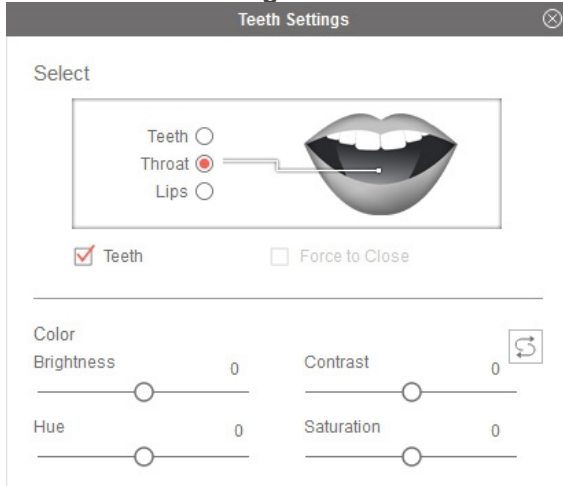 Teeth Settings
Select
Teeth
Throat
Lips
Teeth Force to Close
Color
Brightness 0 Contrast 0
Hue 0 Saturation 0